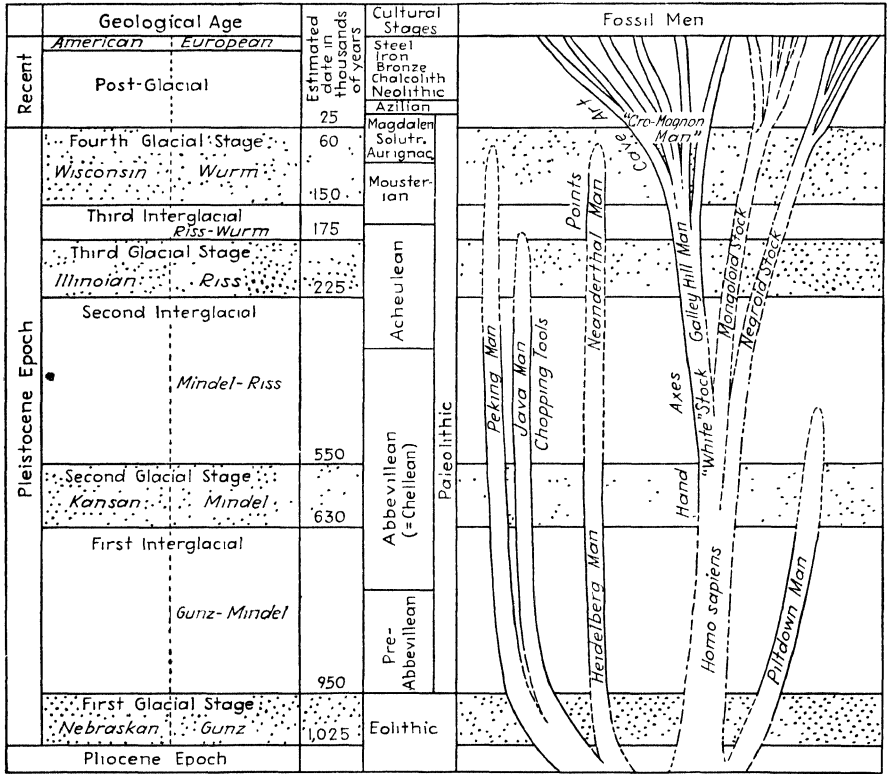 Geological Age
American European
Estimated
date in
thousands
of years
Cultural
Stages
Fossil Men
Recent
Post-Glacial
25
Steel
Iron
Bronze
Chalcolith
Neolithic
Azilian
Pleistocene Epoch
Fourth Glacial Stage
Wisconsin Wurm
60
150
Magdalen
Solutr.
Aurignac.
Mouster-
ian
Third Interglacial
Riss-Wurm
175
Third Glacial Stage
Illinoian Riss
225
Acheulean
Second Interglacial
Mindel-Riss
550
Second Glacial Stage
Kansan Mindel
630
Abbevillean
(=Chellean)
First Interglacial
Gunz-Mindel
950
Pre-
Abbevillean
Paleolithic
First Glacial Stage
Nebraskan Gunz
1,025
Eolithic
Pliocene Epoch
Cave Art
"Cro-Magnon
Man"
Peking Man
Java Man
Chopping Tools
Points
Neanderthal Man
Heidelberg Man
Hand Axes
"White" Stock
Galley Hill Man
Mongoloid Stock
Negroid Stock
Homo sapiens
Piltdown Man